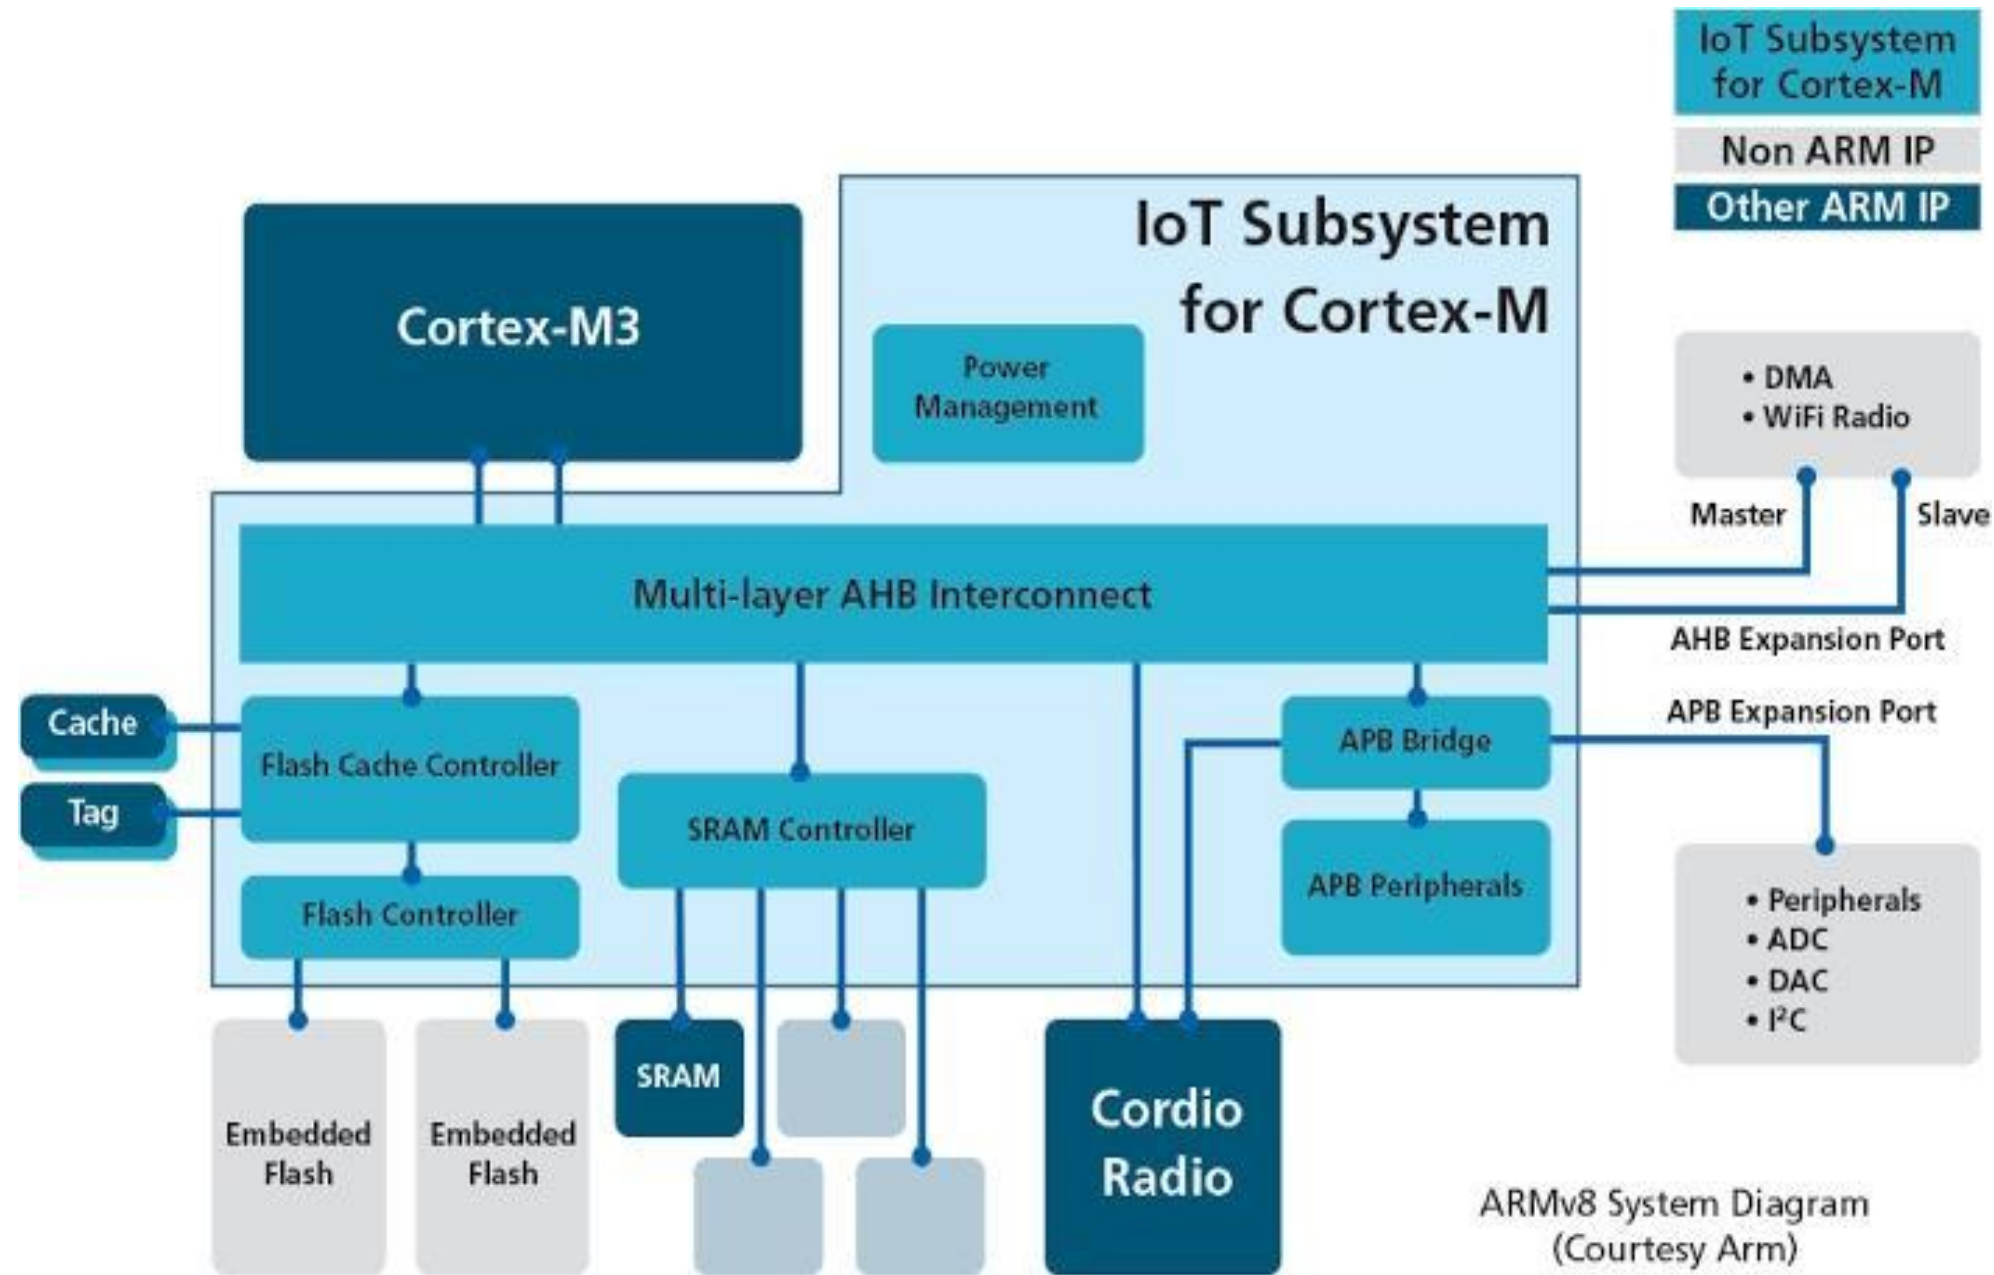 IoT Subsystem
for Cortex-M
Non ARM IP
Other ARM IP
IoT Subsystem
for Cortex-M
Cortex-M3
Power
Management
• DMA
• WiFi Radio
Master
Slave
Multi-layer AHB Interconnect
AHB Expansion Port
APB Expansion Port
Cache
Tag
Flash Cache Controller
APB Bridge
SRAM Controller
APB Peripherals
Flash Controller
• Peripherals
• ADC
• DAC
• I²C
Embedded
Flash
Embedded
Flash
SRAM
Cordio
Radio
ARMv8 System Diagram
(Courtesy Arm)